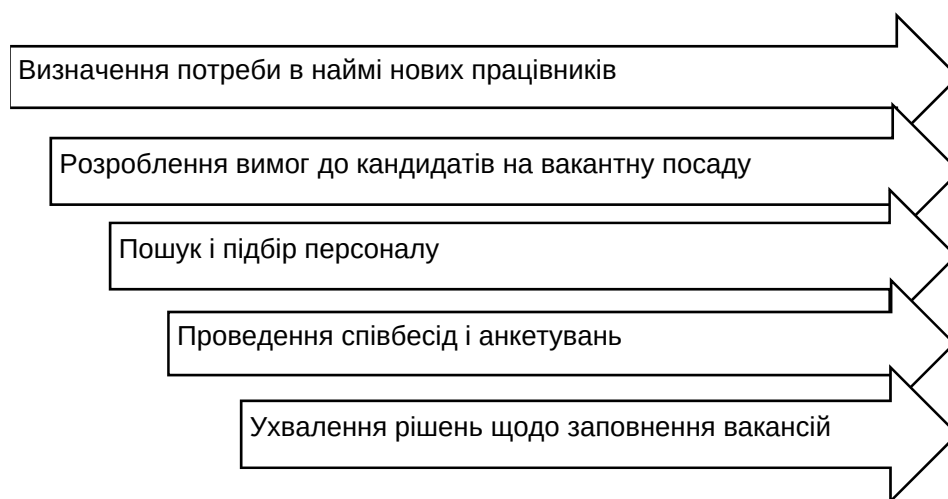 Визначення потреби в наймі нових працівників
Розроблення вимог до кандидатів на вакантну посаду
Пошук і підбір персоналу
Проведення співбесід і анкетувань
Ухвалення рішень щодо заповнення вакансій